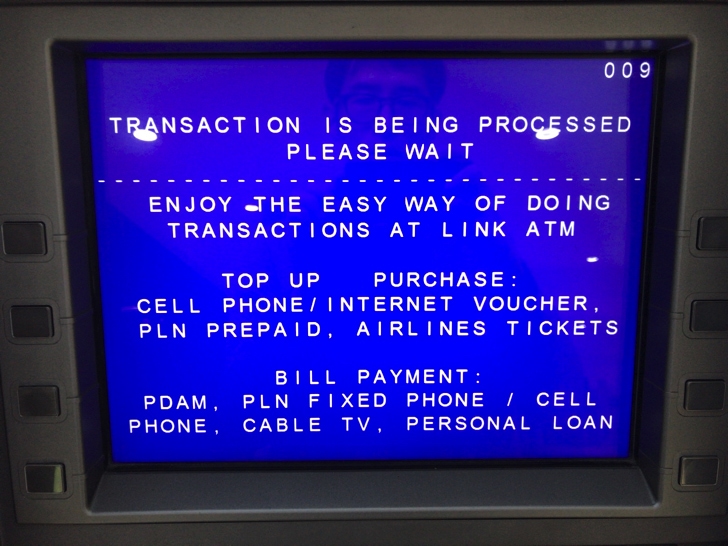 009
TRANSACTION IS BEING PROCESSED
PLEASE WAIT
ENJOY THE EASY WAY OF DOING
TRANSACTIONS AT LINK ATM
TOP UP PURCHASE:
CELL PHONE/INTERNET VOUCHER,
PLN PREPAID, AIRLINES TICKETS
BILL PAYMENT:
PDAM, PLN FIXED PHONE / CELL
PHONE, CABLE TV, PERSONAL LOAN